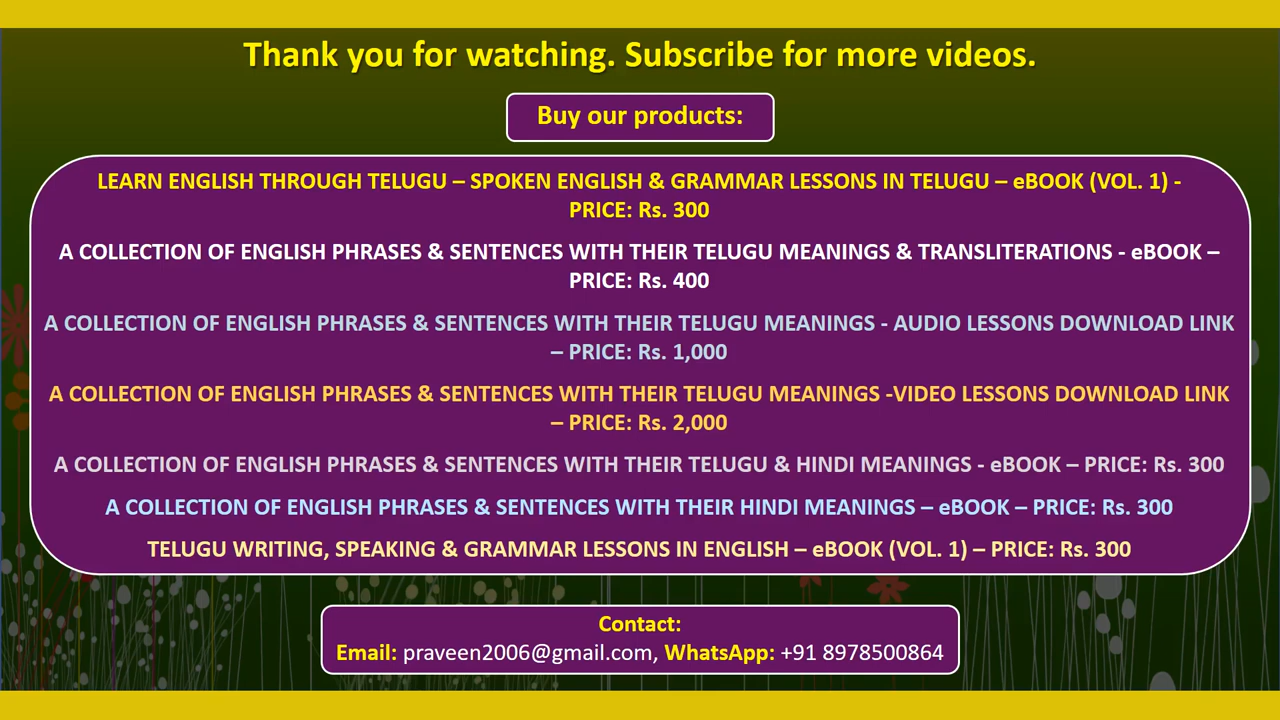 Thank you for watching. Subscribe for more videos.
Buy our products:
LEARN ENGLISH THROUGH TELUGU – SPOKEN ENGLISH & GRAMMAR LESSONS IN TELUGU – eBOOK (VOL. 1) -
PRICE: Rs. 300
A COLLECTION OF ENGLISH PHRASES & SENTENCES WITH THEIR TELUGU MEANINGS & TRANSLITERATIONS - eBOOK –
PRICE: Rs. 400
A COLLECTION OF ENGLISH PHRASES & SENTENCES WITH THEIR TELUGU MEANINGS - AUDIO LESSONS DOWNLOAD LINK
– PRICE: Rs. 1,000
A COLLECTION OF ENGLISH PHRASES & SENTENCES WITH THEIR TELUGU MEANINGS -VIDEO LESSONS DOWNLOAD LINK
– PRICE: Rs. 2,000
A COLLECTION OF ENGLISH PHRASES & SENTENCES WITH THEIR TELUGU & HINDI MEANINGS - eBOOK – PRICE: Rs. 300
A COLLECTION OF ENGLISH PHRASES & SENTENCES WITH THEIR HINDI MEANINGS – eBOOK – PRICE: Rs. 300
TELUGU WRITING, SPEAKING & GRAMMAR LESSONS IN ENGLISH – eBOOK (VOL. 1) – PRICE: Rs. 300
Contact:
Email: praveen2006@gmail.com, WhatsApp: +91 8978500864